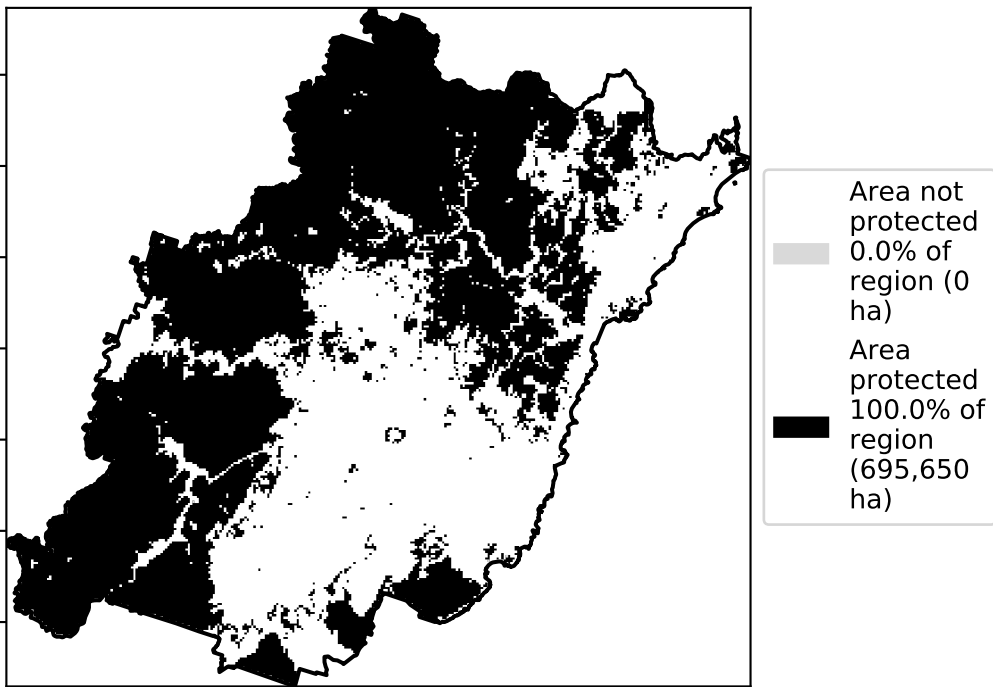 Area not
protected
0.0% of
region (0
ha)
Area
protected
100.0% of
region
(695,650
ha)